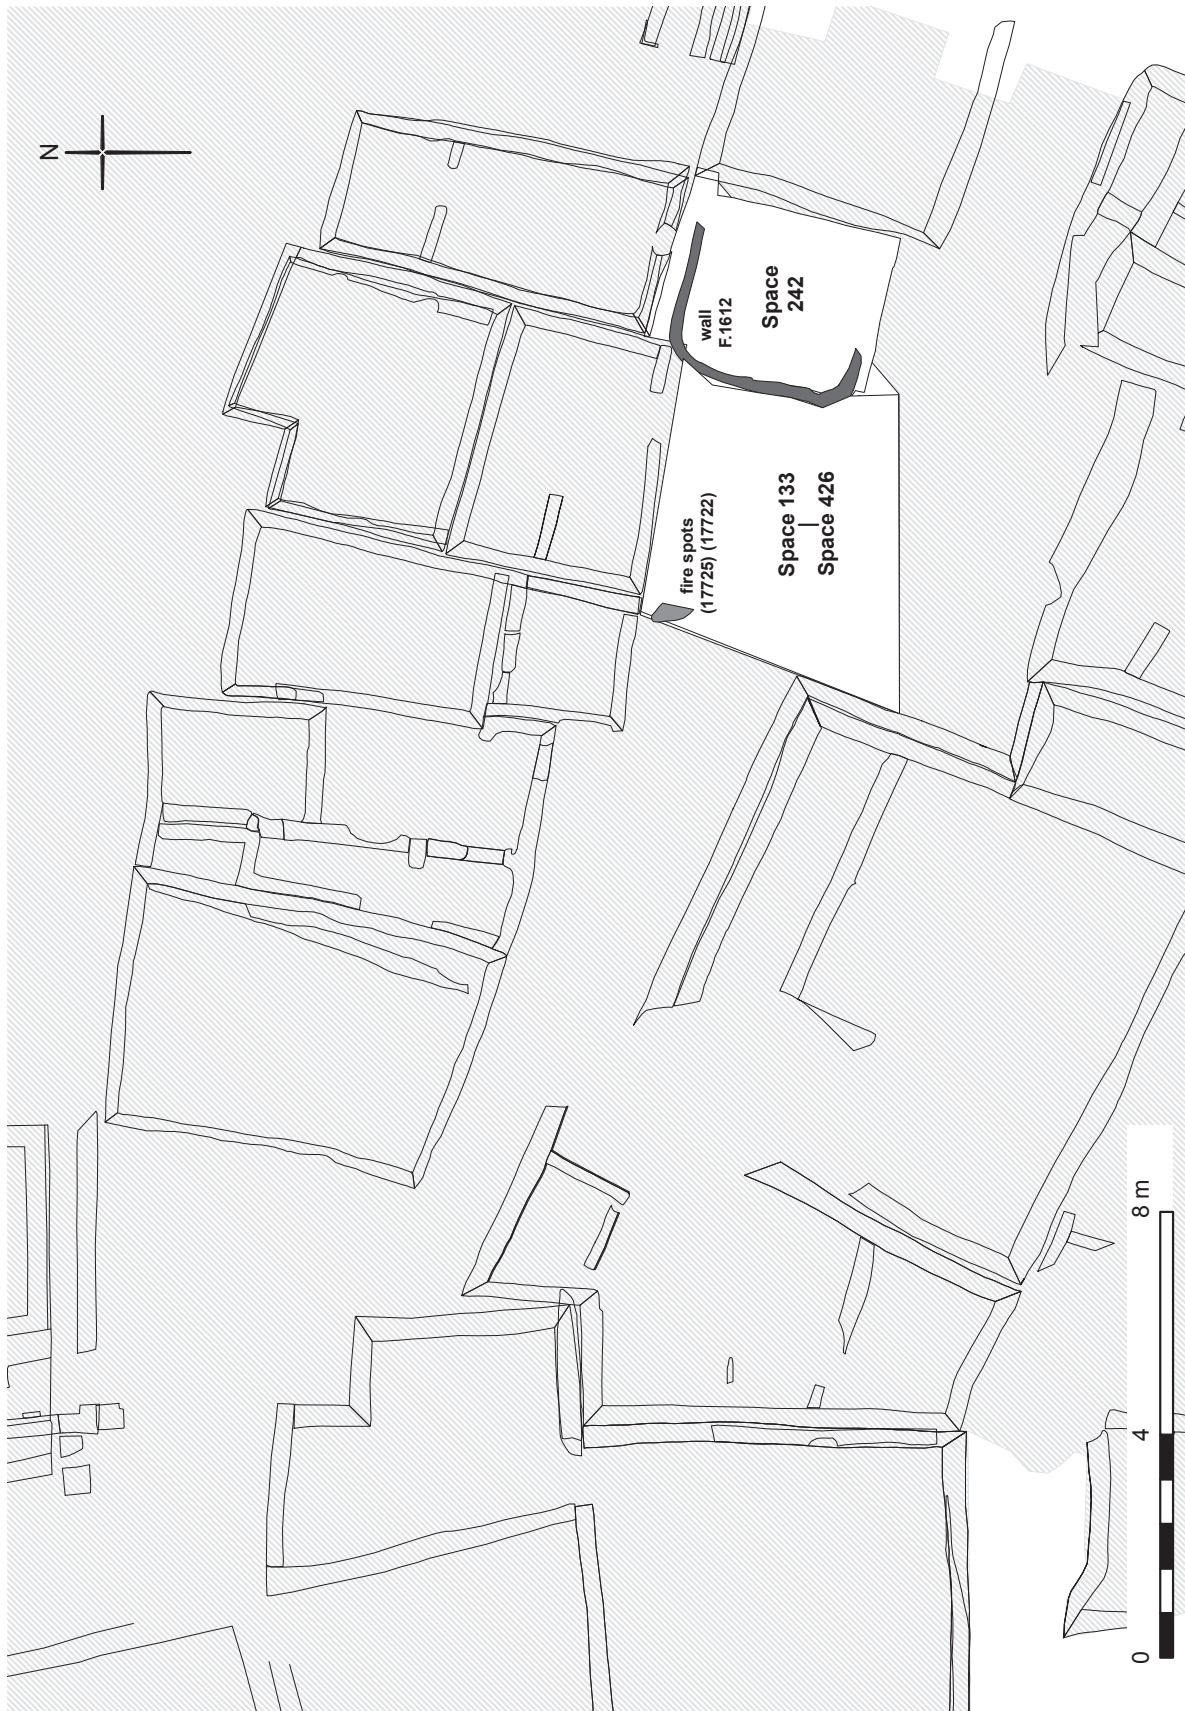 N
wall
F.1612
Space
242
fire spots
(17725) (17722)
Space 133
Space 426
0 4 8 m